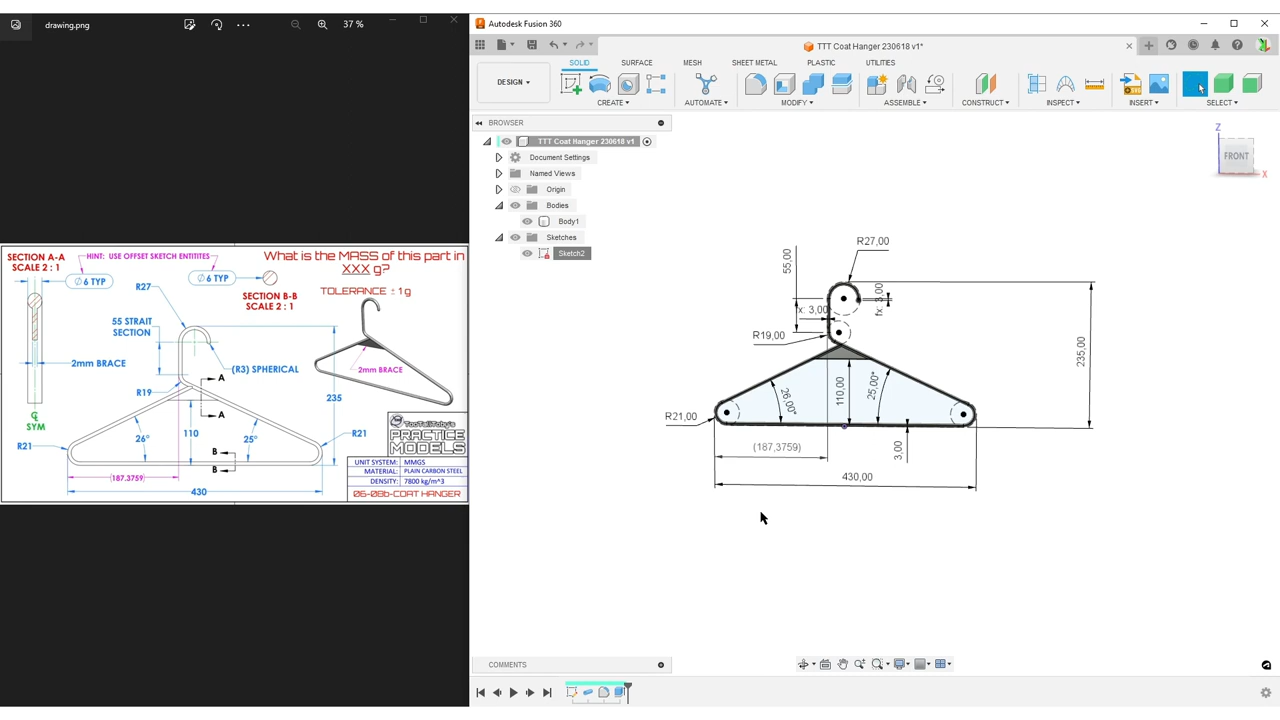 drawing.png
37 %
SECTION A-A
SCALE 2 : 1
HINT: USE OFFSET SKETCH ENTITITES
What is the MASS of this part in
XXX g?
TOLERANCE ± 1 g
Ø 6 TYP
Ø 6 TYP
SECTION B-B
SCALE 2 : 1
R27
55 STRAIT
SECTION
2mm BRACE
(R3) SPHERICAL
2mm BRACE
A
R19
235
A
℄
SYM
26°
110
25°
R21
R21
B
B
(187.3759)
430
TooTallToby's
PRACTICE
MODELS
UNIT SYSTEM: MMGS
MATERIAL: PLAIN CARBON STEEL
DENSITY: 7800 kg/m^3
06-08b-COAT HANGER
Autodesk Fusion 360
TTT Coat Hanger 230618 v1*
DESIGN
SOLID SURFACE MESH SHEET METAL PLASTIC UTILITIES
CREATE AUTOMATE MODIFY ASSEMBLE CONSTRUCT INSPECT INSERT SELECT
BROWSER
TTT Coat Hanger 230618 v1
Document Settings
Named Views
Origin
Bodies
Body1
Sketches
Sketch2
Z
FRONT
X
R27,00
55,00
fx: 3,00
fx: 3,00
R19,00
235,00
26,00°
110,00
25,00°
R21,00
3,00
(187,3759)
430,00
COMMENTS